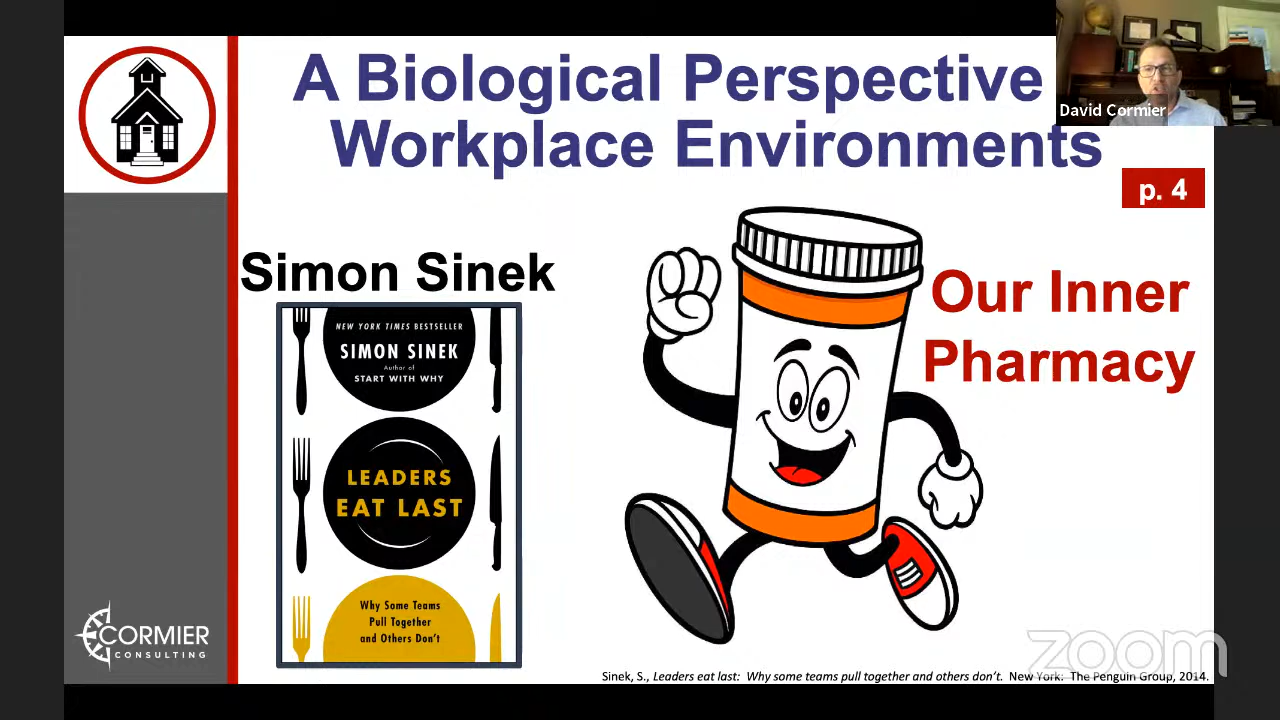 A Biological Perspective
Workplace Environments
David Cormier
p. 4
Simon Sinek
NEW YORK TIMES BESTSELLER
SIMON SINEK
Author of
START WITH WHY
LEADERS
EAT LAST
Why Some Teams
Pull Together
and Others Don't
Our Inner
Pharmacy
CORMIER
CONSULTING
zoom
Sinek, S., Leaders eat last: Why some teams pull together and others don't. New York: The Penguin Group, 2014.